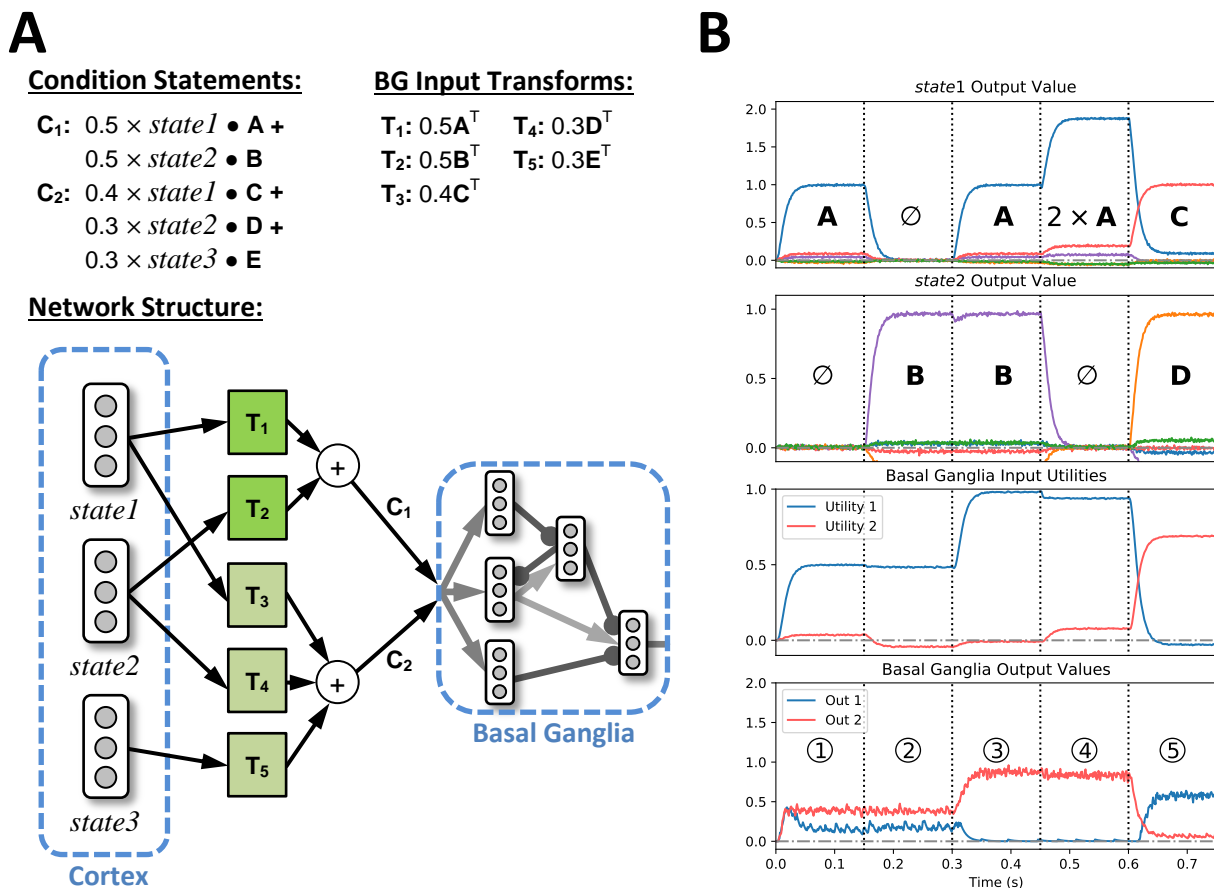 A
Condition Statements:
C1: 0.5 × state1 • A +
0.5 × state2 • B
C2: 0.4 × state1 • C +
0.3 × state2 • D +
0.3 × state3 • E
BG Input Transforms:
T1: 0.5A^T T4: 0.3D^T
T2: 0.5B^T T5: 0.3E^T
T3: 0.4C^T
Network Structure:
state1
state2
state3
Cortex
T1
T2
T3
T4
T5
+
+
C1
C2
Basal Ganglia
B
state1 Output Value
2.0
1.5
1.0
0.5
0.0
A ∅ A 2 × A C
state2 Output Value
1.0
0.5
0.0
∅ B B ∅ D
Basal Ganglia Input Utilities
1.0
0.5
0.0
Utility 1
Utility 2
Basal Ganglia Output Values
2.0
1.5
1.0
0.5
0.0
Out 1
Out 2
① ② ③ ④ ⑤
0.0 0.1 0.2 0.3 0.4 0.5 0.6 0.7
Time (s)